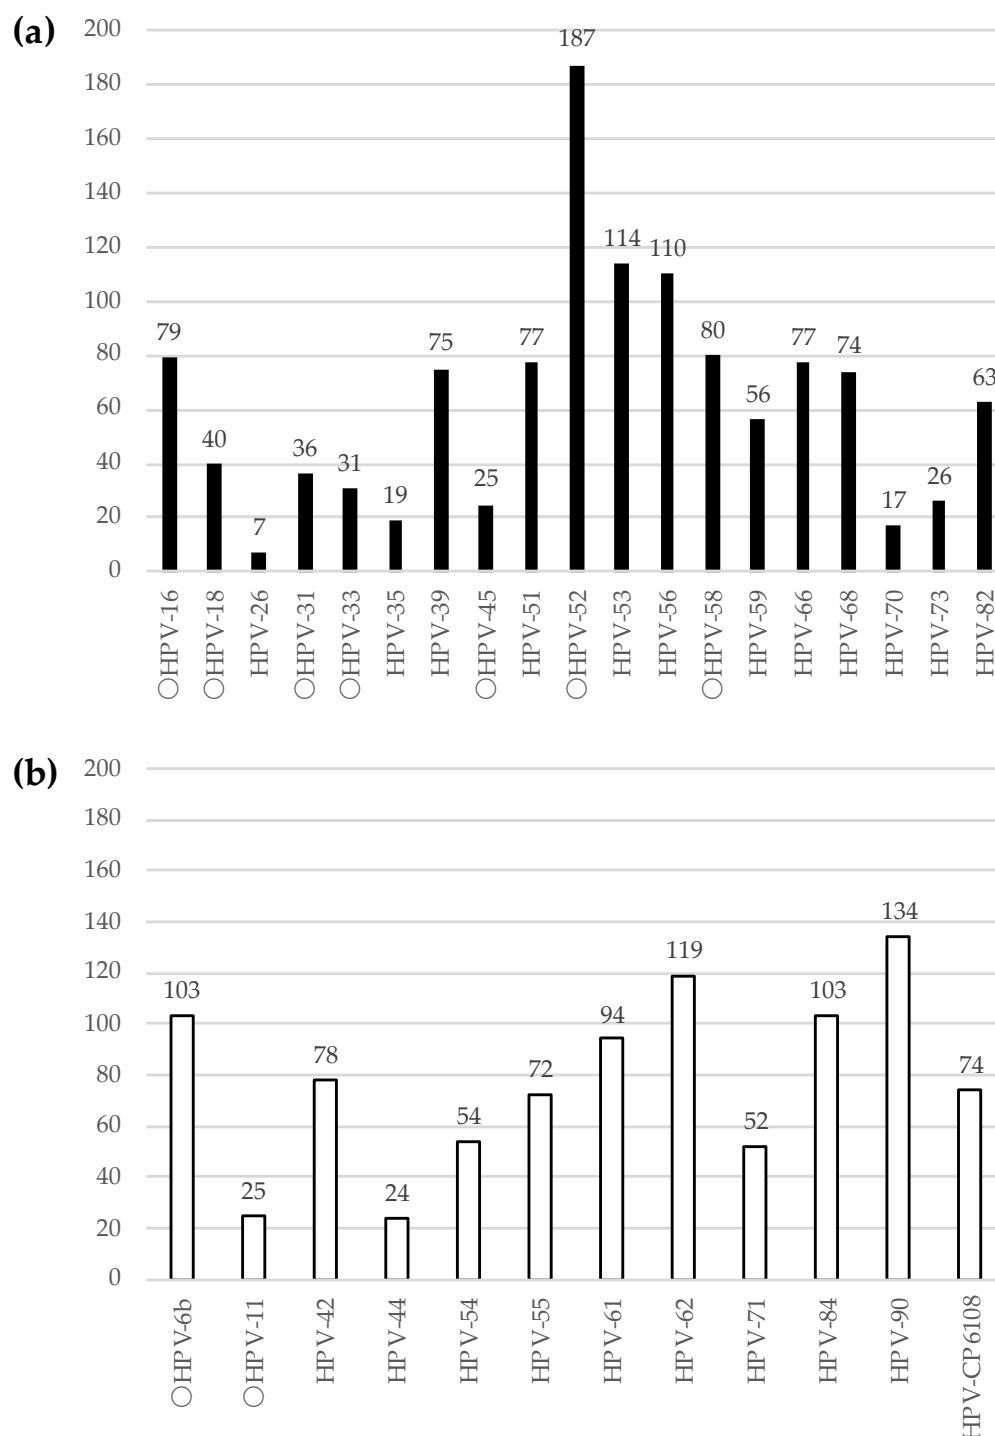 (a)
200
180
160
140
120
100
80
60
40
20
0
79
40
7
36
31
19
75
25
77
187
114
110
80
56
77
74
17
26
63
○HPV-16
○HPV-18
HPV-26
○HPV-31
○HPV-33
HPV-35
HPV-39
○HPV-45
HPV-51
○HPV-52
HPV-53
HPV-56
○HPV-58
HPV-59
HPV-66
HPV-68
HPV-70
HPV-73
HPV-82
(b)
200
180
160
140
120
100
80
60
40
20
0
103
25
78
24
54
72
94
119
52
103
134
74
○HPV-6b
○HPV-11
HPV-42
HPV-44
HPV-54
HPV-55
HPV-61
HPV-62
HPV-71
HPV-84
HPV-90
HPV-CP6108